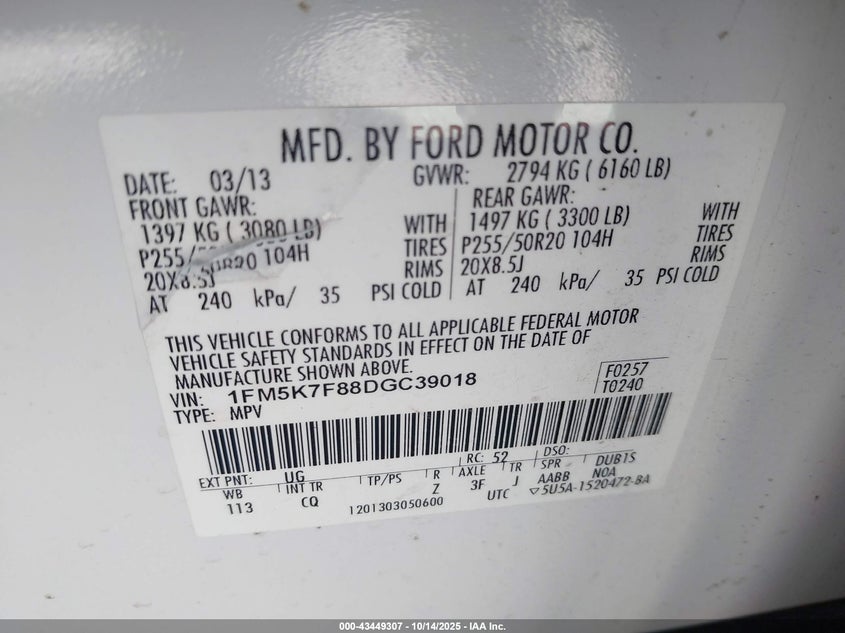 MFD. BY FORD MOTOR CO.
DATE: 03/13 GVWR: 2794 KG ( 6160 LB)
FRONT GAWR: REAR GAWR:
1397 KG ( 3080 LB) WITH 1497 KG ( 3300 LB) WITH
P255/50R20 104H TIRES P255/50R20 104H TIRES
20X8.5J RIMS 20X8.5J RIMS
AT 240 kPa/ 35 PSI COLD AT 240 kPa/ 35 PSI COLD
THIS VEHICLE CONFORMS TO ALL APPLICABLE FEDERAL MOTOR
VEHICLE SAFETY STANDARDS IN EFFECT ON THE DATE OF
MANUFACTURE SHOWN ABOVE.
VIN: 1FM5K7F88DGC39018 F0257
TYPE: MPV T0240
EXT PNT: UG RC: 52 DSO:
WB INT TR TP/PS R AXLE TR SPR DUB1S
113 CQ Z 3F J AABB N0A
1201303050600 UTC ▽5U5A-1520472-BA
000-43449307 - 10/14/2025 - IAA Inc.